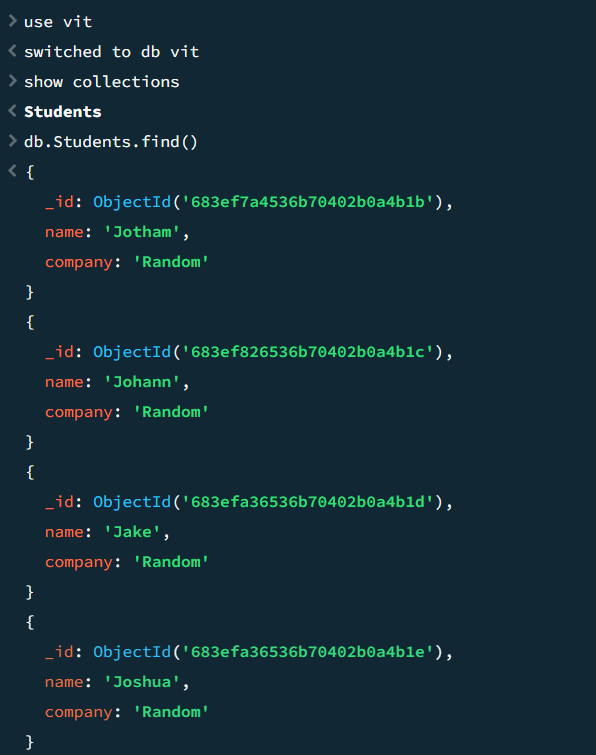 > use vit
< switched to db vit
> show collections
< Students
> db.Students.find()
< {
_id: ObjectId('683ef7a4536b70402b0a4b1b'),
name: 'Jotham',
company: 'Random'
}
{
_id: ObjectId('683ef826536b70402b0a4b1c'),
name: 'Johann',
company: 'Random'
}
{
_id: ObjectId('683efa36536b70402b0a4b1d'),
name: 'Jake',
company: 'Random'
}
{
_id: ObjectId('683efa36536b70402b0a4b1e'),
name: 'Joshua',
company: 'Random'
}